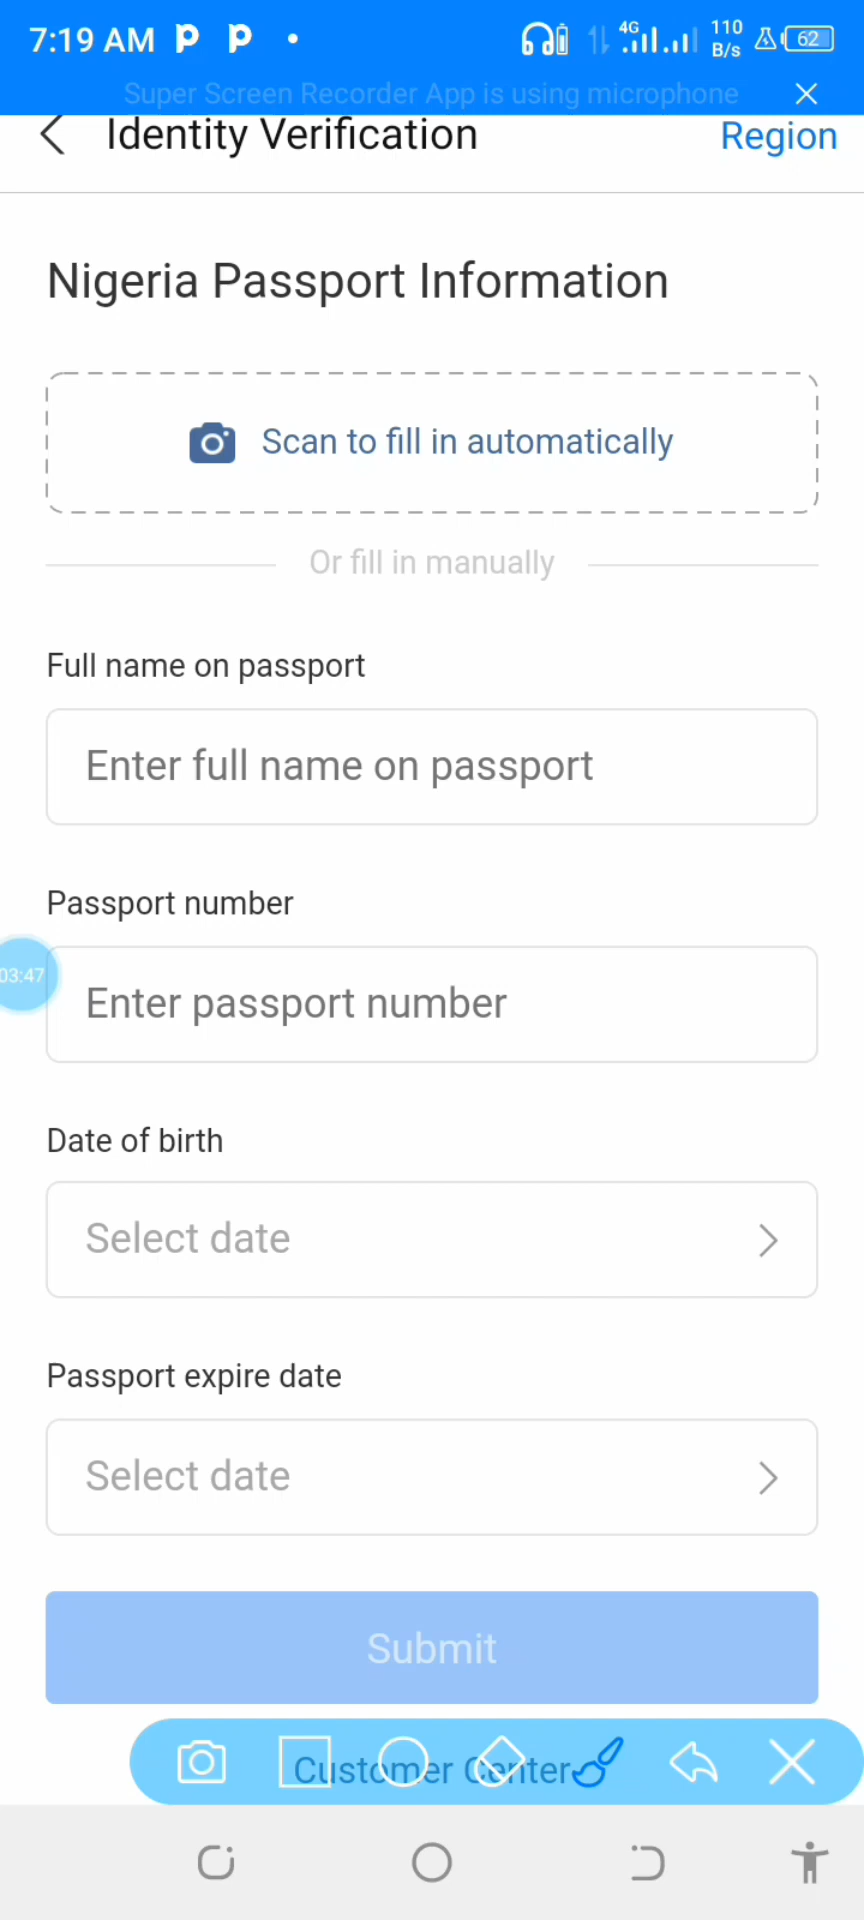 7:19 AM P P • 4G 110 B/s 62
Super Screen Recorder App is using microphone
Identity Verification Region
Nigeria Passport Information
Scan to fill in automatically
Or fill in manually
Full name on passport
Enter full name on passport
Passport number
03:47
Enter passport number
Date of birth
Select date
Passport expire date
Select date
Submit
Customer Center